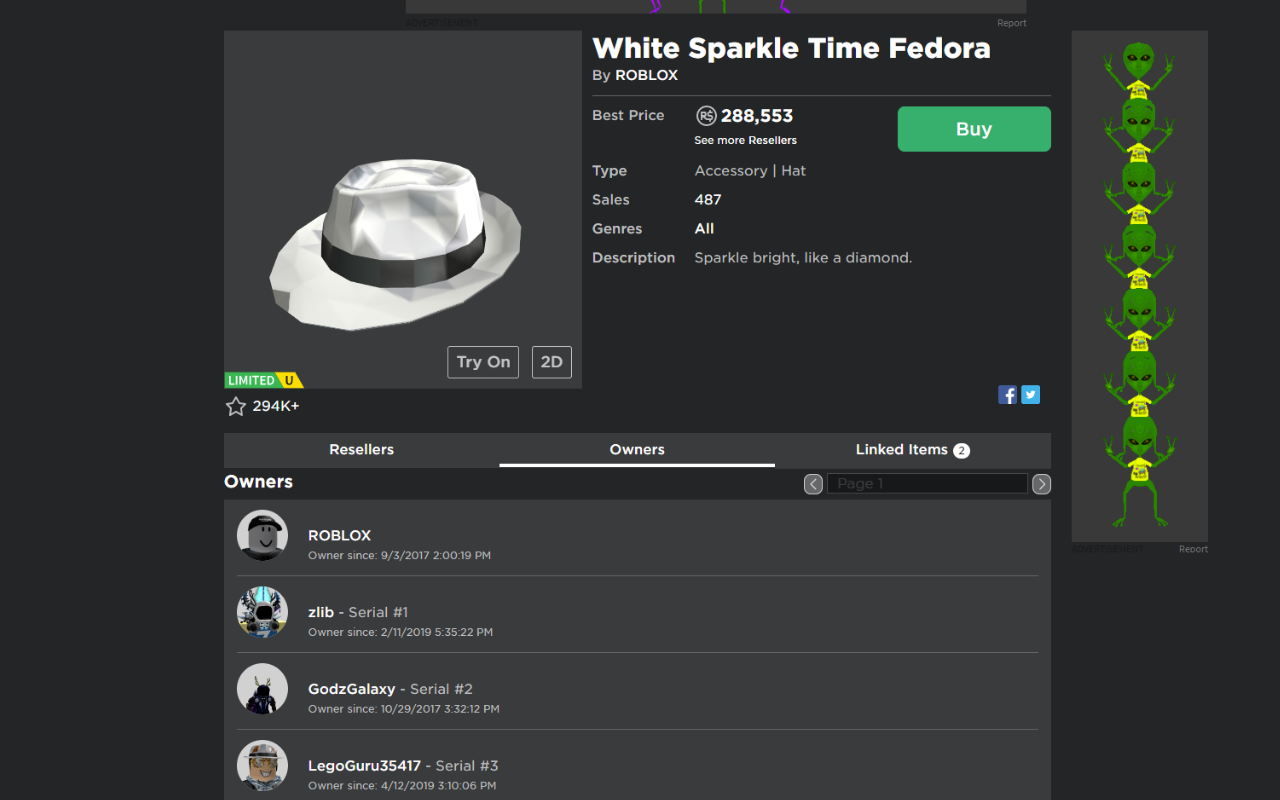 ADVERTISEMENT
Report
White Sparkle Time Fedora
By ROBLOX
Best Price R$ 288,553
Buy
See more Resellers
Type Accessory | Hat
Sales 487
Genres All
Description Sparkle bright, like a diamond.
Try On
2D
LIMITED U
294K+
Resellers
Owners
Linked Items 2
Owners
Page 1
ROBLOX
Owner since: 9/3/2017 2:00:19 PM
zlib - Serial #1
Owner since: 2/11/2019 5:35:22 PM
GodzGalaxy - Serial #2
Owner since: 10/29/2017 3:32:12 PM
LegoGuru35417 - Serial #3
Owner since: 4/12/2019 3:10:06 PM
ADVERTISEMENT
Report